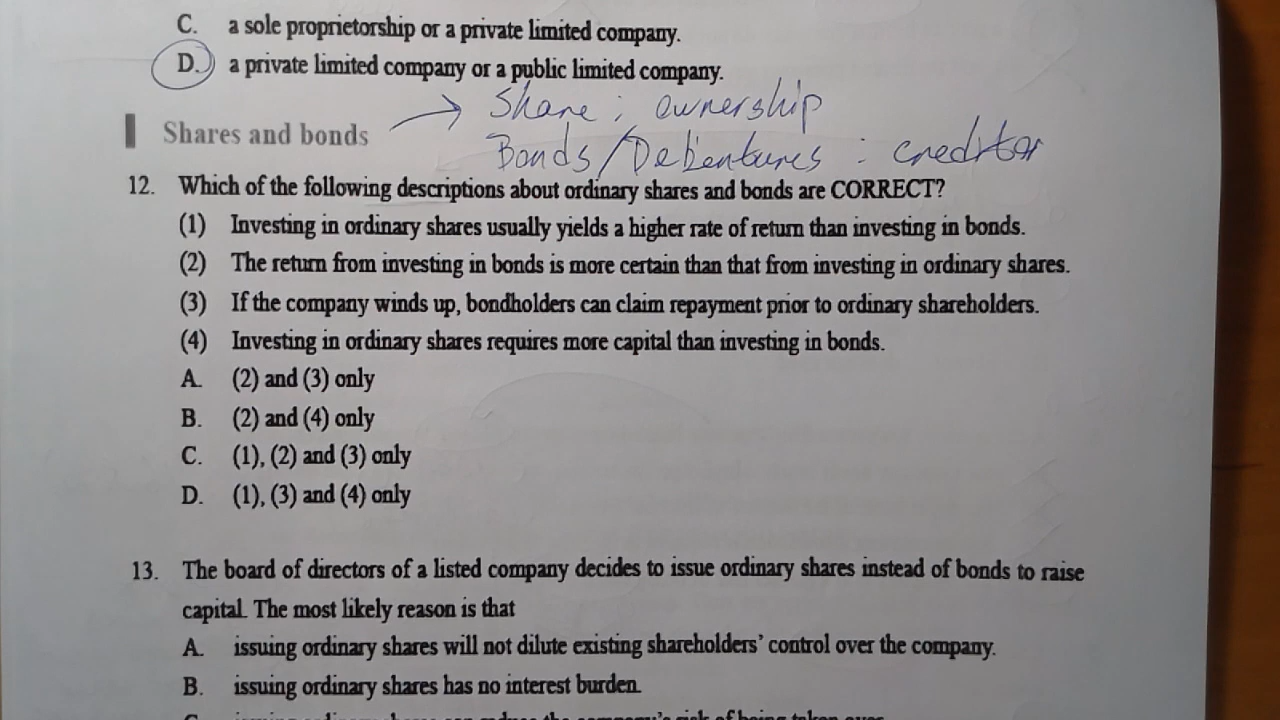 C. a sole proprietorship or a private limited company.
D. a private limited company or a public limited company.
Share : ownership
Shares and bonds
Bonds/Debentures : creditor
12. Which of the following descriptions about ordinary shares and bonds are CORRECT?
(1) Investing in ordinary shares usually yields a higher rate of return than investing in bonds.
(2) The return from investing in bonds is more certain than that from investing in ordinary shares.
(3) If the company winds up, bondholders can claim repayment prior to ordinary shareholders.
(4) Investing in ordinary shares requires more capital than investing in bonds.
A. (2) and (3) only
B. (2) and (4) only
C. (1), (2) and (3) only
D. (1), (3) and (4) only
13. The board of directors of a listed company decides to issue ordinary shares instead of bonds to raise
capital. The most likely reason is that
A. issuing ordinary shares will not dilute existing shareholders' control over the company.
B. issuing ordinary shares has no interest burden.